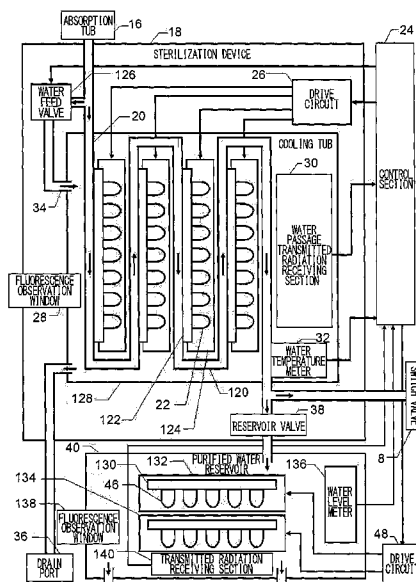 ABSORPTION
TUB
16
18
24
STERILIZATION DEVICE
126
26
WATER
FEED
VALVE
20
DRIVE
CIRCUIT
COOLING TUB
30
WATER
PASSAGE
TRANSMITTED
RADIATION
RECEIVING
SECTION
CONTROL
SECTION
34
FLUORESCENCE
OBSERVATION
WINDOW
28
32
WATER
TEMPERATURE
METER
128
122
22
124
120
38
RESERVOIR VALVE
8
40
PURIFIED WATER
RESERVOIR
134
130
46
132
136
WATER
LEVEL
METER
138
FLUORESCENCE
OBSERVATION
WINDOW
48
36
140
DRAIN
PORT
TRANSMITTED RADIATION
RECEIVING SECTION
DRIVE
CIRCUIT